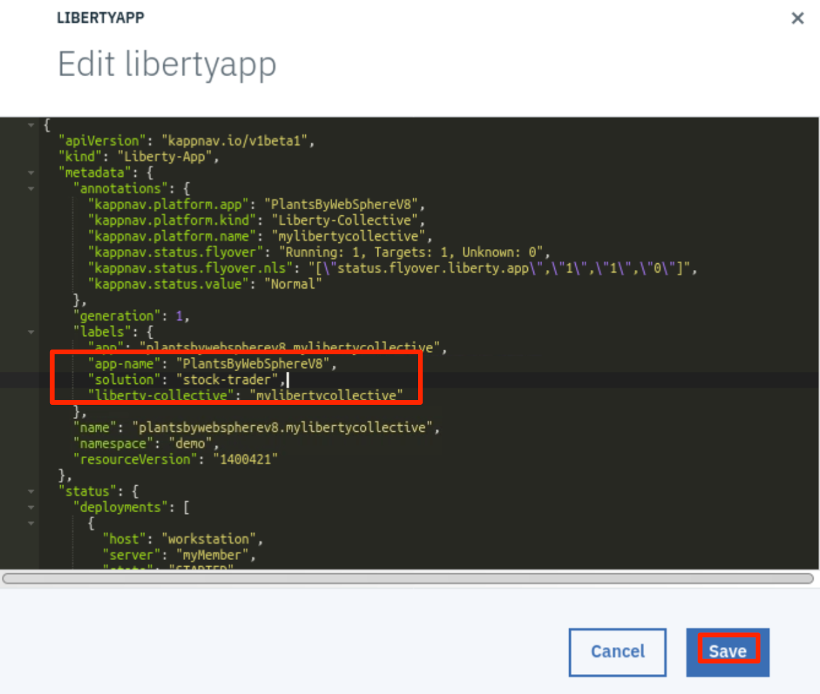 LIBERTYAPP
Edit libertyapp
{
"apiVersion": "kappnav.io/v1beta1",
"kind": "Liberty-App",
"metadata": {
"annotations": {
"kappnav.platform.app": "PlantsByWebSphereV8",
"kappnav.platform.kind": "Liberty-Collective",
"kappnav.platform.name": "mylibertycollective",
"kappnav.status.flyover": "Running: 1, Targets: 1, Unknown: 0",
"kappnav.status.flyover.nls": "[\"status.flyover.liberty.app\",\"1\",\"1\",\"0\"]",
"kappnav.status.value": "Normal"
},
"generation": 1,
"labels": {
"app": "plantsbywebspherev8.mylibertycollective",
"app-name": "PlantsByWebSphereV8",
"solution": "stock-trader",
"liberty-collective": "mylibertycollective"
},
"name": "plantsbywebspherev8.mylibertycollective",
"namespace": "demo",
"resourceVersion": "1400421"
},
"status": {
"deployments": [
{
"host": "workstation",
"server": "myMember",
"state": "STARTED"
Cancel
Save